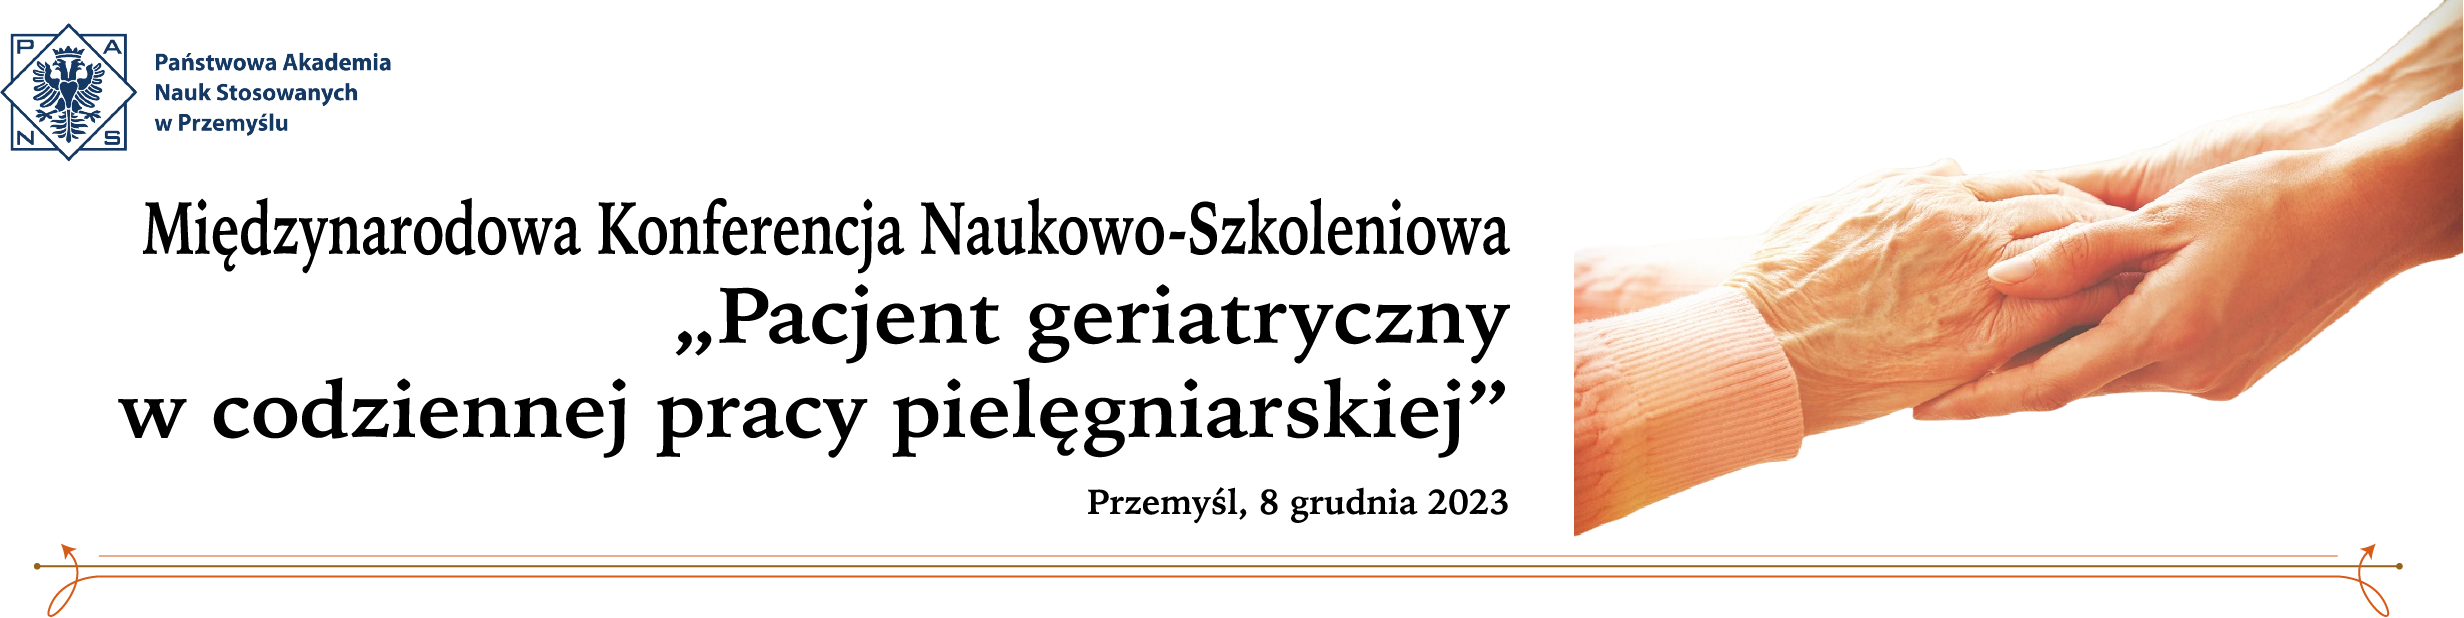 P A
N S
Państwowa Akademia
Nauk Stosowanych
w Przemyślu
Międzynarodowa Konferencja Naukowo-Szkoleniowa
„Pacjent geriatryczny
w codziennej pracy pielęgniarskiej”
Przemyśl, 8 grudnia 2023